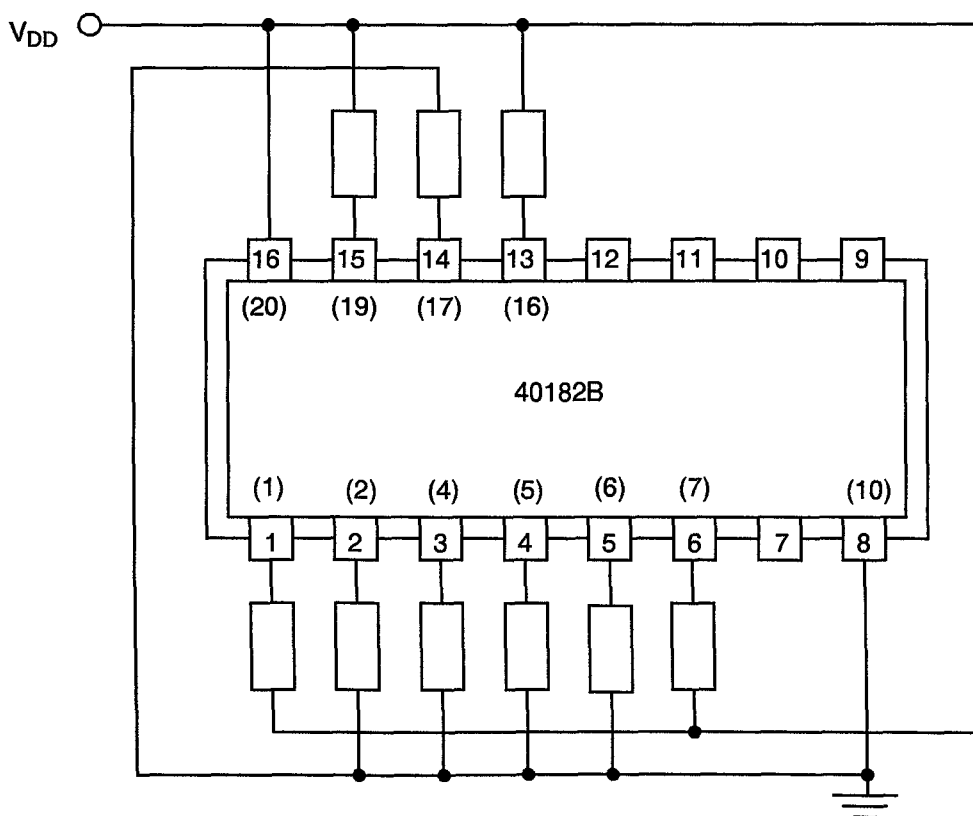 VDD
16 15 14 13 12 11 10 9
(20) (19) (17) (16)
40182B
(1) (2) (4) (5) (6) (7) (10)
1 2 3 4 5 6 7 8